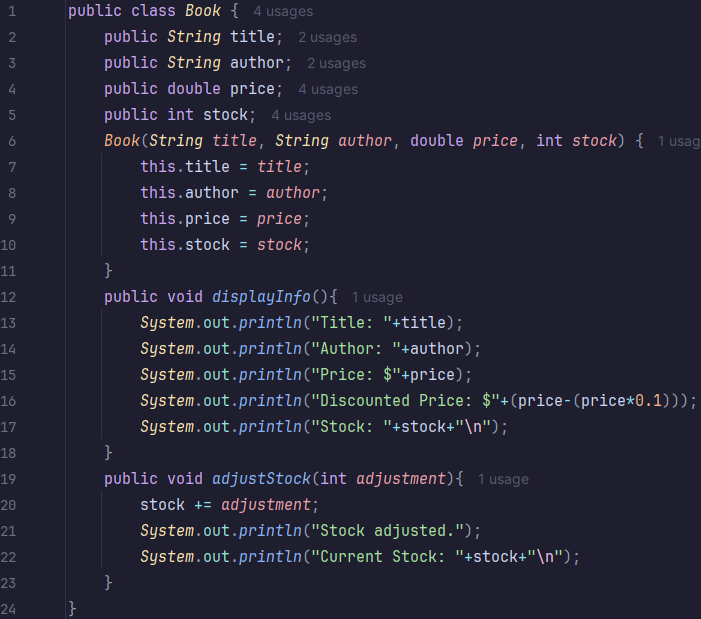 1 public class Book { 4 usages
2 public String title; 2 usages
3 public String author; 2 usages
4 public double price; 4 usages
5 public int stock; 4 usages
6 Book(String title, String author, double price, int stock) { 1 usag
7 this.title = title;
8 this.author = author;
9 this.price = price;
10 this.stock = stock;
11 }
12 public void displayInfo(){ 1 usage
13 System.out.println("Title: "+title);
14 System.out.println("Author: "+author);
15 System.out.println("Price: $"+price);
16 System.out.println("Discounted Price: $"+(price-(price*0.1)));
17 System.out.println("Stock: "+stock+"\n");
18 }
19 public void adjustStock(int adjustment){ 1 usage
20 stock += adjustment;
21 System.out.println("Stock adjusted.");
22 System.out.println("Current Stock: "+stock+"\n");
23 }
24 }